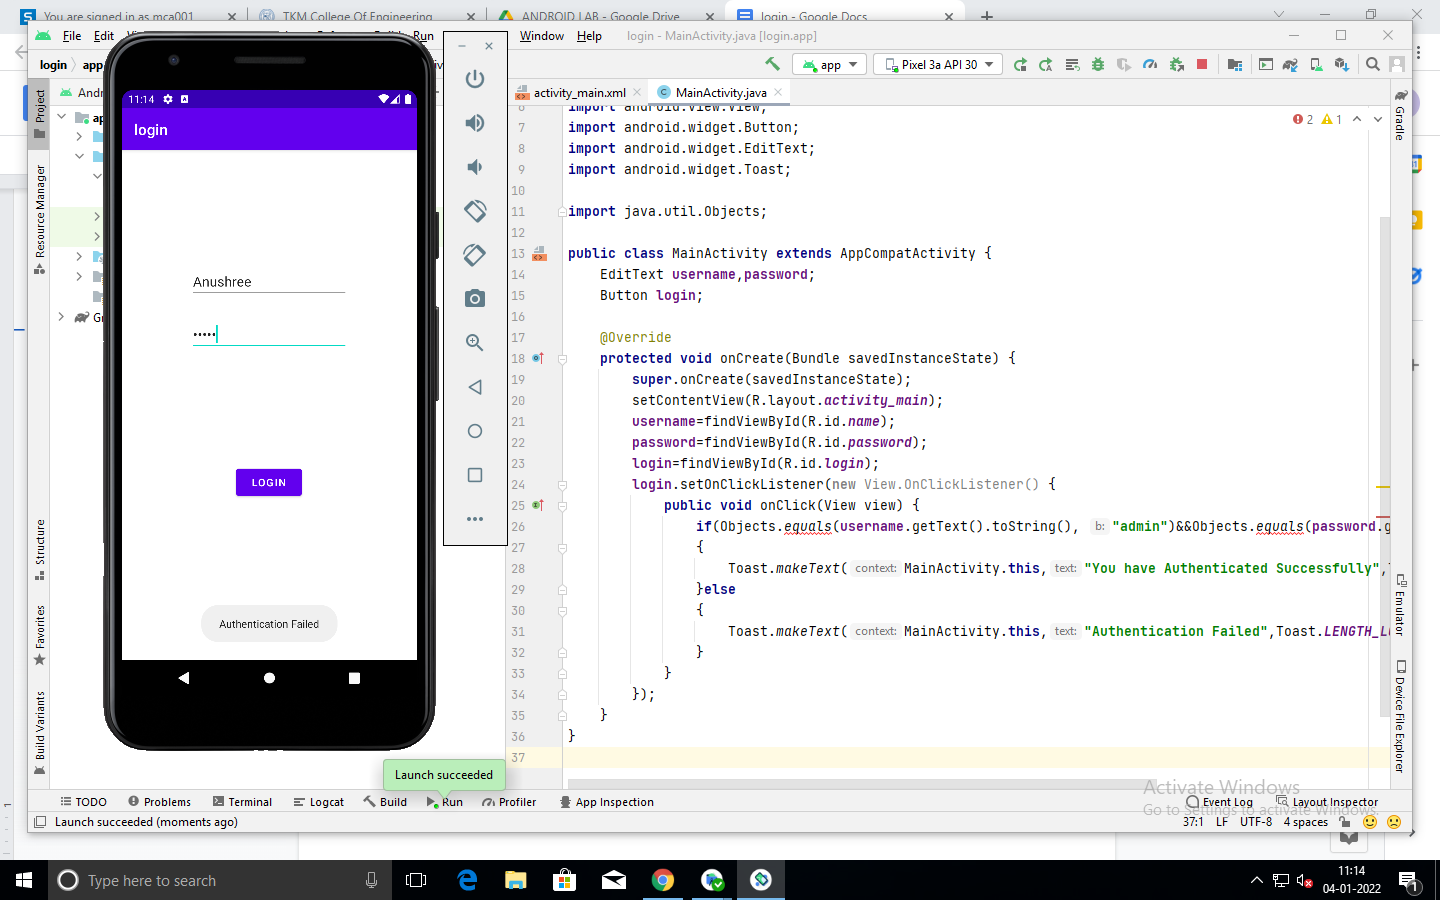 You are signed in as mca001
TKM College Of Engineering
ANDROID LAB - Google Drive
login - Google Docs
File Edit Run Window Help login - MainActivity.java [login.app]
login app
app Pixel 3a API 30
activity_main.xml MainActivity.java
Project
Resource Manager
Structure
Favorites
Build Variants
Gradle
Emulator
Device File Explorer
2 1
11:14
login
Anushree
•••••
LOGIN
Authentication Failed
6 import android.view.View;
7 import android.widget.Button;
8 import android.widget.EditText;
9 import android.widget.Toast;
10
11 import java.util.Objects;
12
13 public class MainActivity extends AppCompatActivity {
14 EditText username,password;
15 Button login;
16
17 @Override
18 protected void onCreate(Bundle savedInstanceState) {
19 super.onCreate(savedInstanceState);
20 setContentView(R.layout.activity_main);
21 username=findViewById(R.id.name);
22 password=findViewById(R.id.password);
23 login=findViewById(R.id.login);
24 login.setOnClickListener(new View.OnClickListener() {
25 public void onClick(View view) {
26 if(Objects.equals(username.getText().toString(), b: "admin")&&Objects.equals(password.g
27 {
28 Toast.makeText( context: MainActivity.this, text: "You have Authenticated Successfully",
29 }else
30 {
31 Toast.makeText( context: MainActivity.this, text: "Authentication Failed",Toast.LENGTH_L
32 }
33 }
34 });
35 }
36 }
37
Launch succeeded
Activate Windows
Go to Settings to activate Windows.
TODO Problems Terminal Logcat Build Run Profiler App Inspection Event Log Layout Inspector
Launch succeeded (moments ago) 37:1 LF UTF-8 4 spaces
Type here to search
11:14
04-01-2022
1